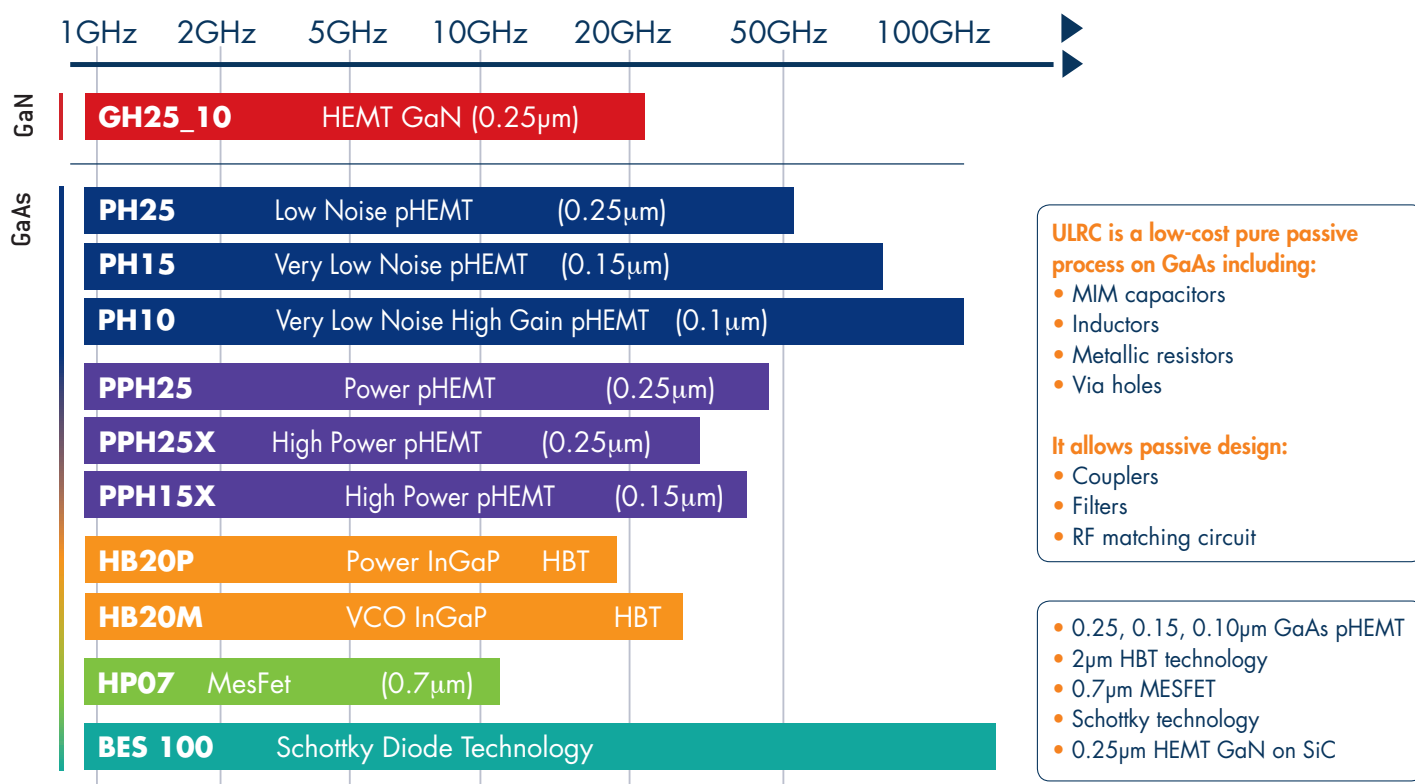 1GHz 2GHz 5GHz 10GHz 20GHz 50GHz 100GHz
GaN
GH25_10 HEMT GaN (0.25µm)
GaAs
PH25 Low Noise pHEMT (0.25µm)
PH15 Very Low Noise pHEMT (0.15µm)
PH10 Very Low Noise High Gain pHEMT (0.1µm)
PPH25 Power pHEMT (0.25µm)
PPH25X High Power pHEMT (0.25µm)
PPH15X High Power pHEMT (0.15µm)
HB20P Power InGaP HBT
HB20M VCO InGaP HBT
HP07 MesFet (0.7µm)
BES 100 Schottky Diode Technology
ULRC is a low-cost pure passive
process on GaAs including:
• MIM capacitors
• Inductors
• Metallic resistors
• Via holes
It allows passive design:
• Couplers
• Filters
• RF matching circuit
• 0.25, 0.15, 0.10µm GaAs pHEMT
• 2µm HBT technology
• 0.7µm MESFET
• Schottky technology
• 0.25µm HEMT GaN on SiC